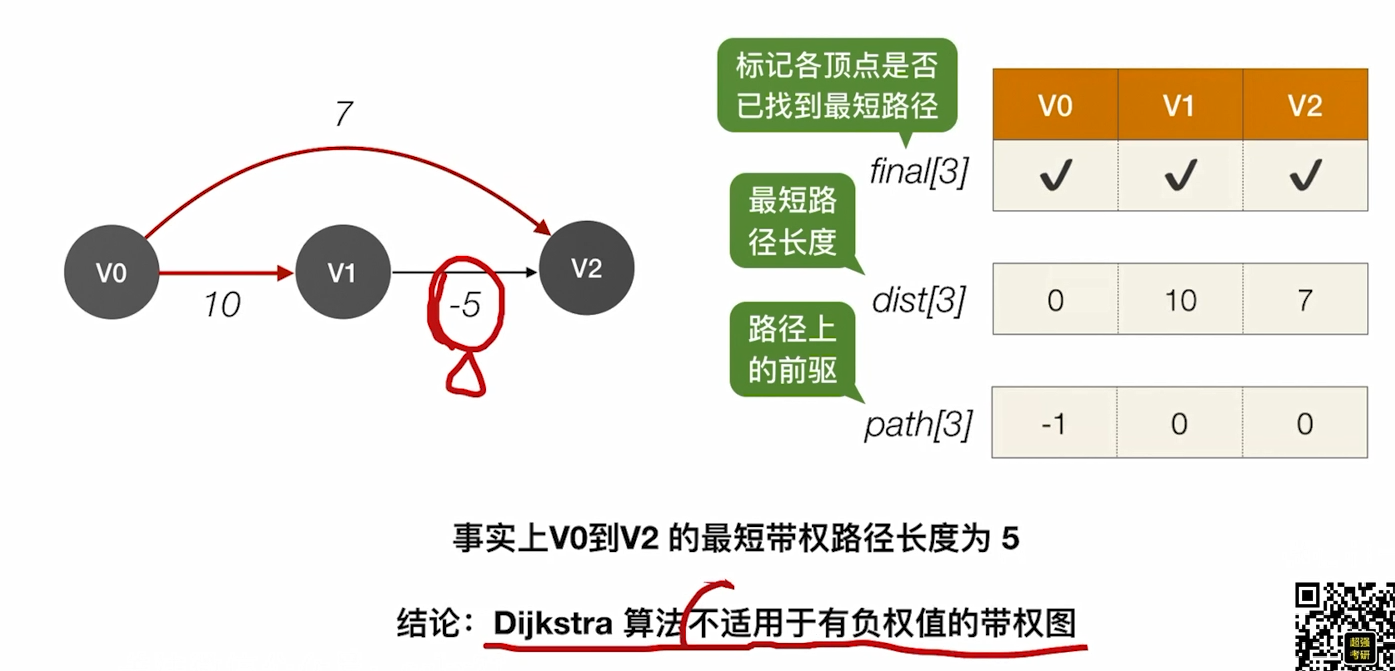 标记各顶点是否
已找到最短路径
V0 V1 V2
final[3] ✓ ✓ ✓
7
最短路
径长度
V0 V1 V2
10 -5
dist[3] 0 10 7
路径上
的前驱
path[3] -1 0 0
事实上V0到V2 的最短带权路径长度为 5
结论：Dijkstra 算法不适用于有负权值的带权图
超强
考研